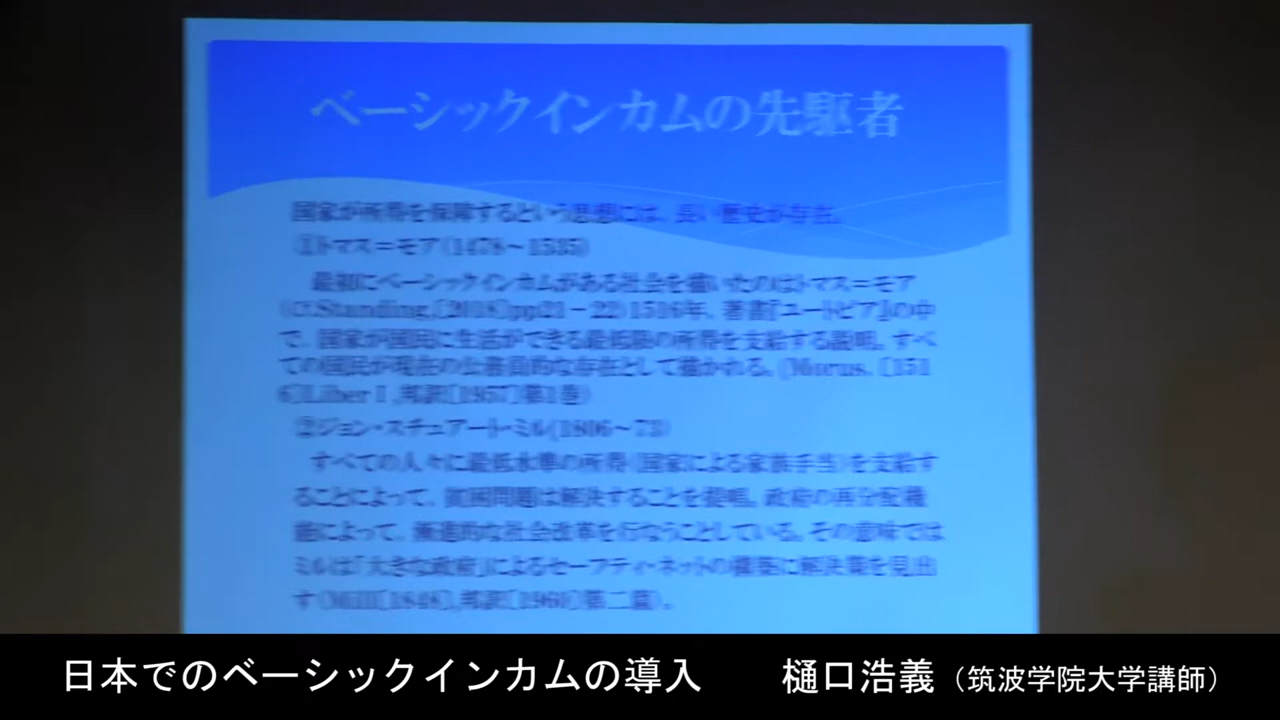 ベーシックインカムの先駆者
国家が所得を保障するという思想には、長い歴史が存在。
①トマス=モア(1478～1535)
最初にベーシックインカムがある社会を描いたのはトマス=モア
(cf.Standing,〔2018〕pp21－22) 1516年、著書『ユートピア』の中
で、国家が国民に生活ができる最低限の所得を支給する説明。すべ
ての国民が現在の公務員的な存在として描かれる。(Morus.〔151
6〕Liber I ,邦訳〔1957〕第1巻)
②ジョン・スチュアート・ミル(1806～73)
すべての人々に最低水準の所得(国家による家族手当)を支給す
ることによって、貧困問題は解決することを提唱。政府の再分配機
能によって、漸進的な社会改革を行なうことしている。その意味では
ミルは「大きな政府」によるセーフティ・ネットの構築に解決策を見出
す(Mill〔1848〕,邦訳〔1960〕第二篇)。
日本でのベーシックインカムの導入 樋口浩義（筑波学院大学講師）